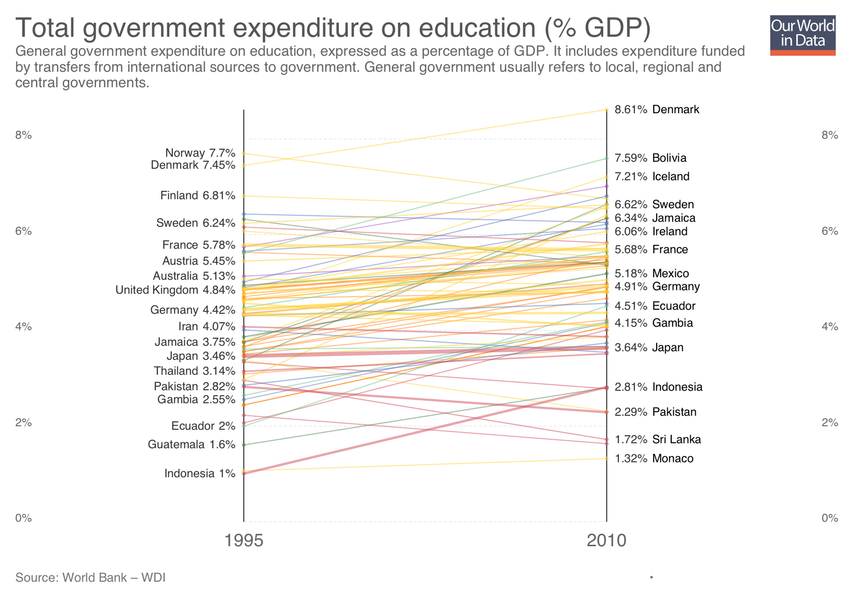 Total government expenditure on education (% GDP)
Our World
in Data
General government expenditure on education, expressed as a percentage of GDP. It includes expenditure funded
by transfers from international sources to government. General government usually refers to local, regional and
central governments.
8%
6%
4%
2%
0%
Norway 7.7%
Denmark 7.45%
Finland 6.81%
Sweden 6.24%
France 5.78%
Austria 5.45%
Australia 5.13%
United Kingdom 4.84%
Germany 4.42%
Iran 4.07%
Jamaica 3.75%
Japan 3.46%
Thailand 3.14%
Pakistan 2.82%
Gambia 2.55%
Ecuador 2%
Guatemala 1.6%
Indonesia 1%
8.61% Denmark
7.59% Bolivia
7.21% Iceland
6.62% Sweden
6.34% Jamaica
6.06% Ireland
5.68% France
5.18% Mexico
4.91% Germany
4.51% Ecuador
4.15% Gambia
3.64% Japan
2.81% Indonesia
2.29% Pakistan
1.72% Sri Lanka
1.32% Monaco
8%
6%
4%
2%
0%
1995
2010
Source: World Bank – WDI